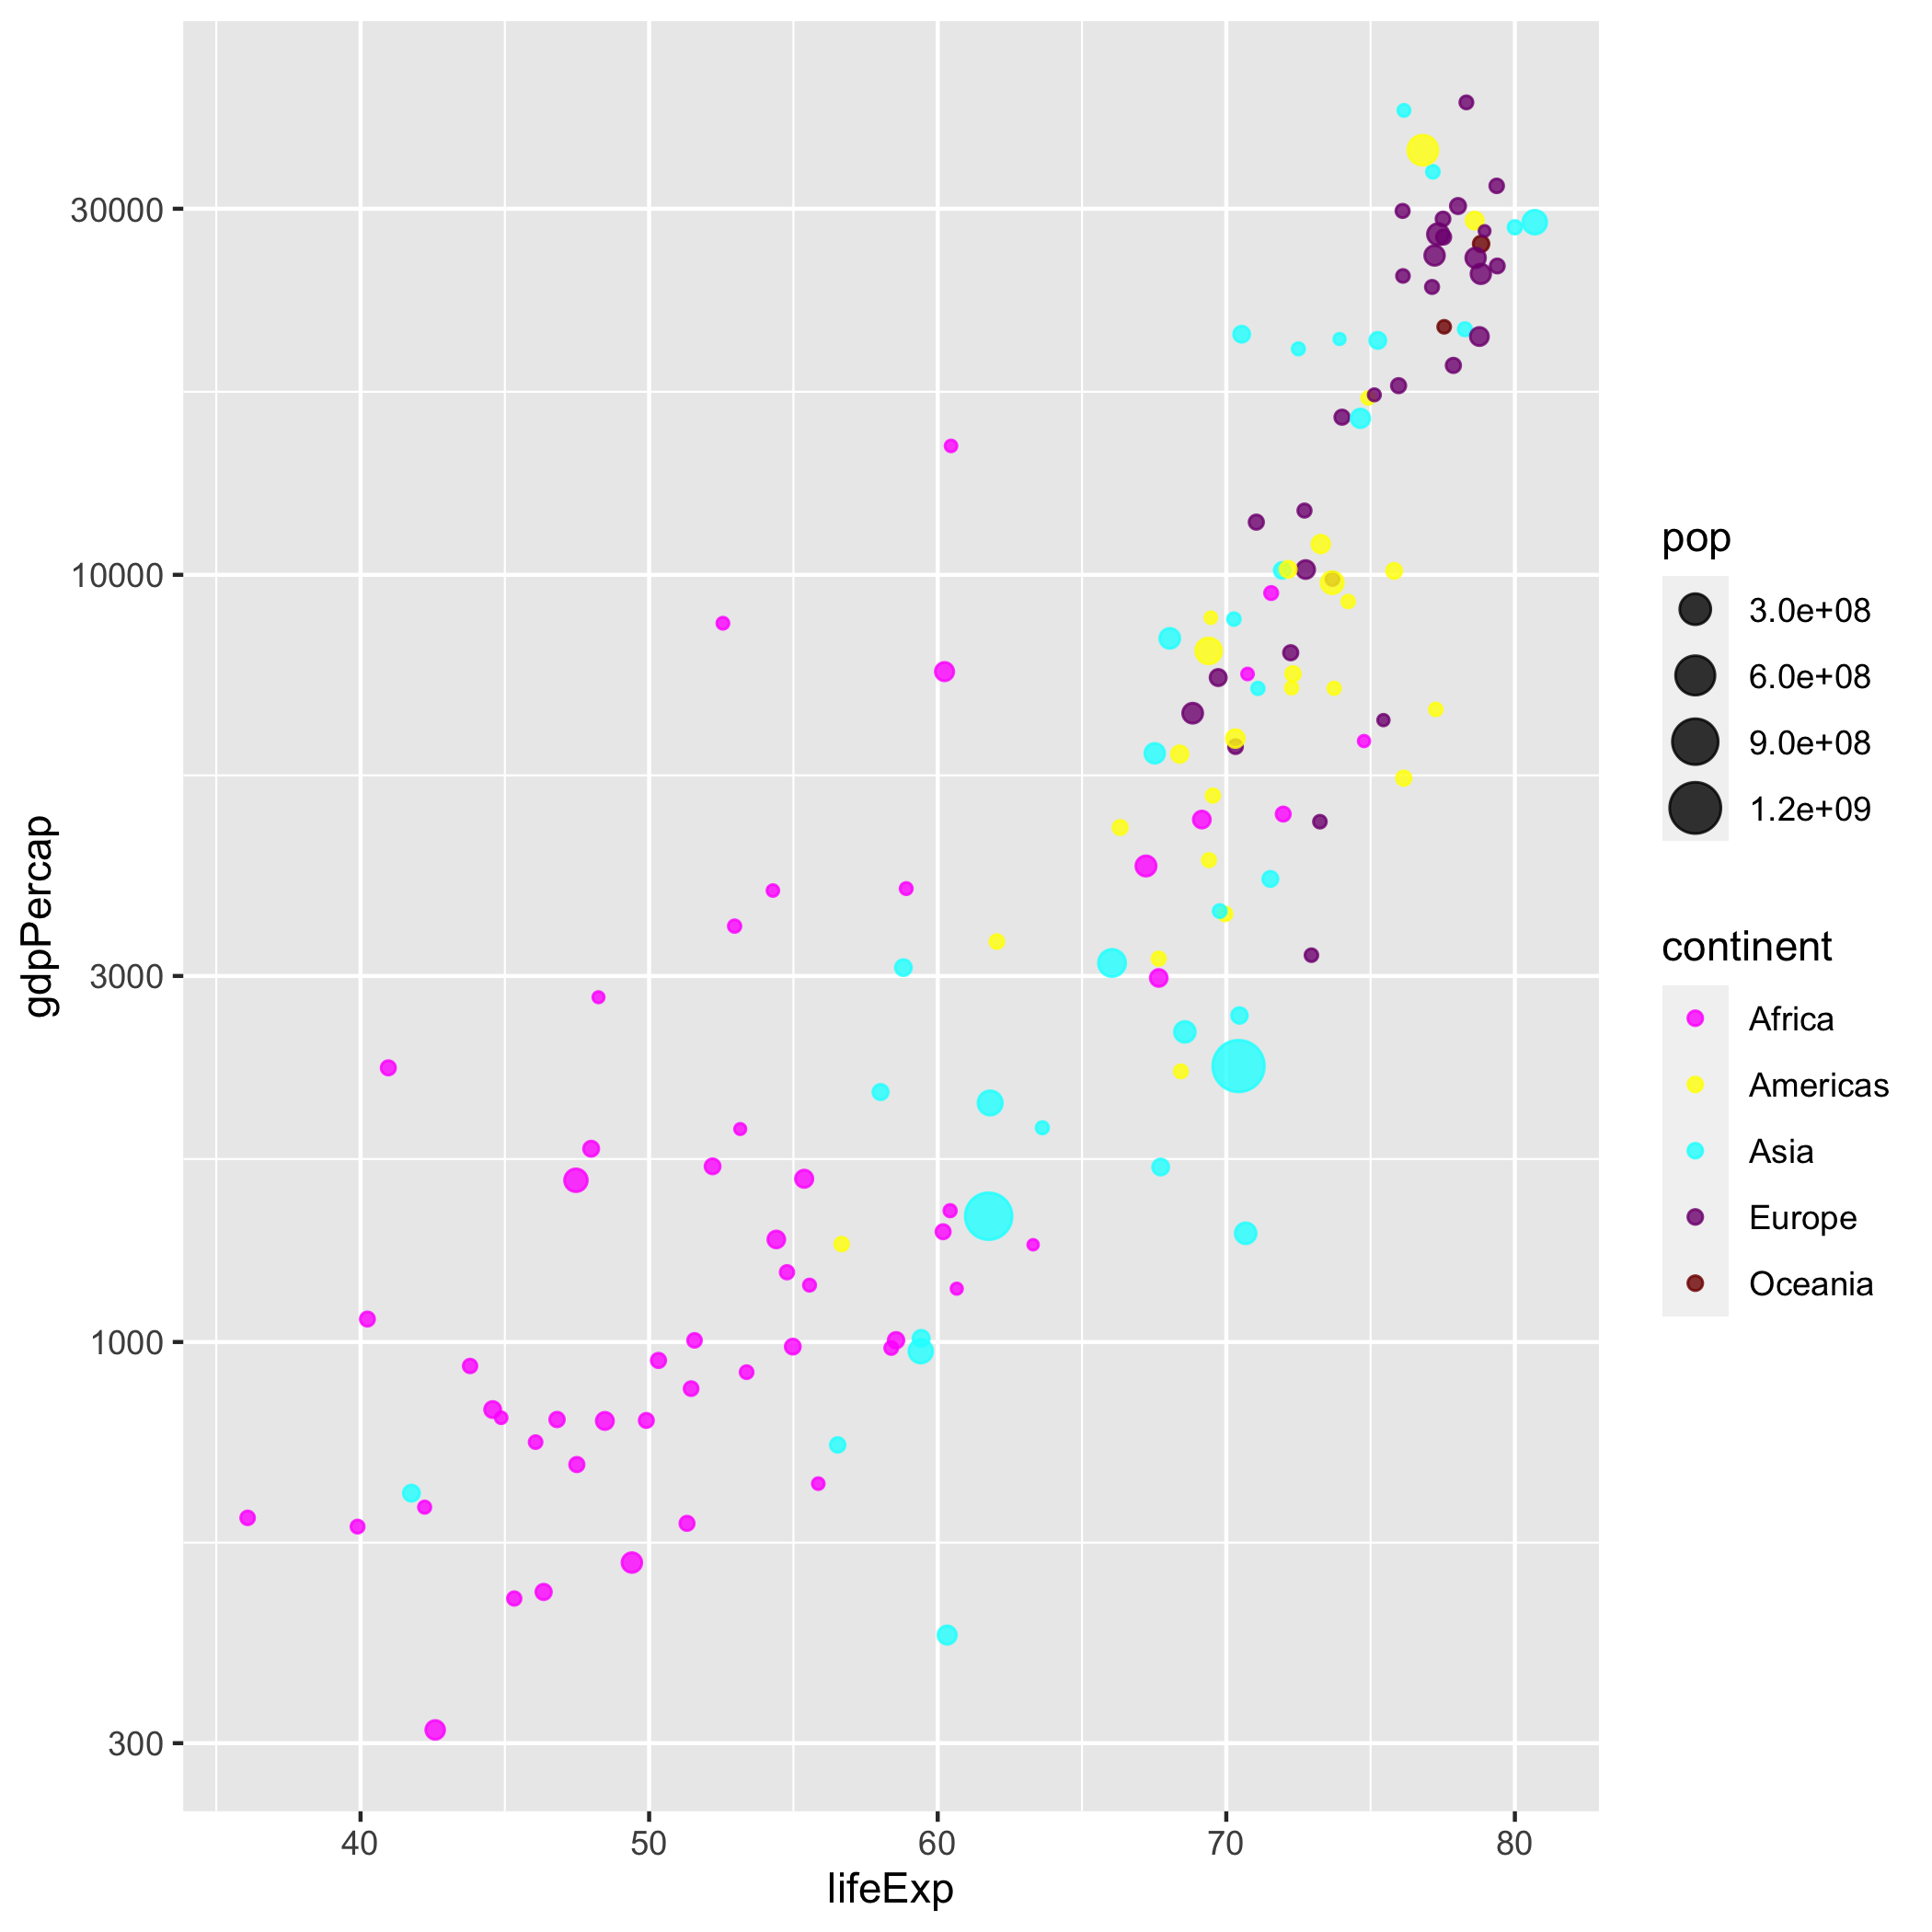 gdpPercap
30000
10000
3000
1000
300
40
50
60
70
80
lifeExp
pop
3.0e+08
6.0e+08
9.0e+08
1.2e+09
continent
Africa
Americas
Asia
Europe
Oceania